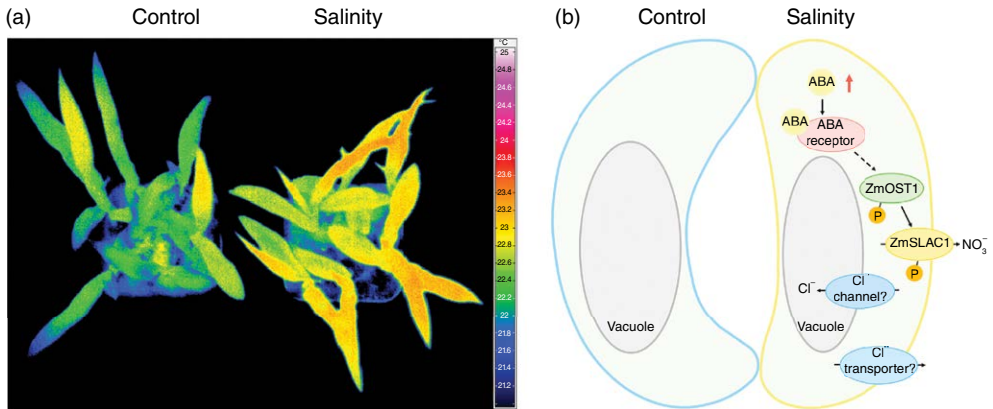 (a)
Control
Salinity
°C
25
24.8
24.6
24.4
24.2
24
23.8
23.6
23.5
23.2
23
22.8
22.6
22.4
22.2
22
21.8
21.6
21.4
21.2
(b)
Control
Salinity
ABA
ABA
ABA
receptor
ZmOST1
P
ZmSLAC1
NO₃⁻
P
Cl⁻
Cl⁻
channel?
Vacuole
Vacuole
Cl⁻
transporter?